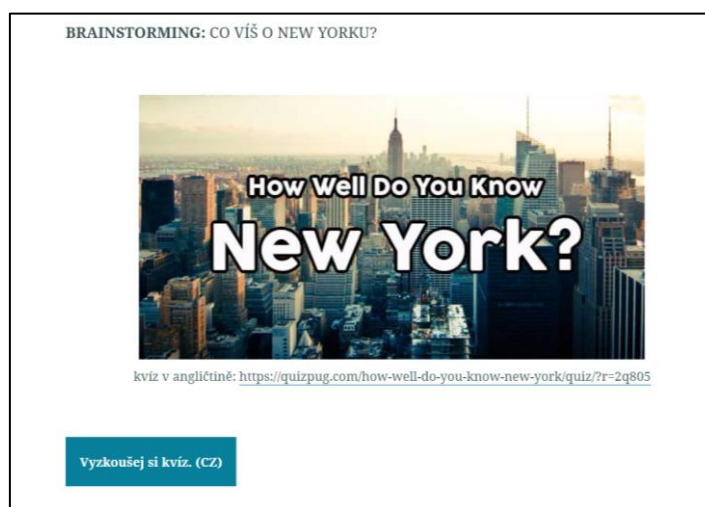 BRAINSTORMING: CO VÍŠ O NEW YORKU?
How Well Do You Know
New York?
kvíz v angličtině: https://quizpug.com/how-well-do-you-know-new-york/quiz/?r=2q805
Vyzkoušej si kvíz. (CZ)